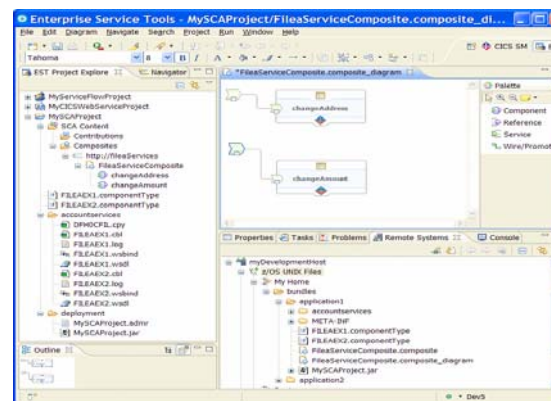 Enterprise Service Tools - MySCAProject/FileaServiceComposite.composite_di...
File Edit Diagram Navigate Search Project Run Window Help
Tahoma 8 B I A
CICS SM
EST Project Explore Navigator
MyServiceFlowProject
MyCICSWebServiceProject
MySCAProject
SCA Content
Contributions
Composites
http://fileaServices
FileaServiceComposite
changeAddress
changeAmount
FILEAEX1.componentType
FILEAEX2.componentType
accountservices
DFH0CFIL.cpy
FILEAEX1.cbl
FILEAEX1.log
FILEAEX1.wsbind
FILEAEX1.wsdl
FILEAEX2.cbl
FILEAEX2.log
FILEAEX2.wsbind
FILEAEX2.wsdl
deployment
MySCAProject.admr
MySCAProject.jar
Outline
*FileaServiceComposite.composite_diagram
changeAddress
changeAmount
Palette
Component
Reference
Service
Wire/Promot
Properties Tasks Problems Remote Systems Console
myDevelopmentHost
z/OS UNIX Files
My Home
bundles
application1
accountservices
META-INF
FILEAEX1.componentType
FILEAEX2.componentType
FileaServiceComposite.composite
FileaServiceComposite.composite_diagram
MySCAProject.jar
application2